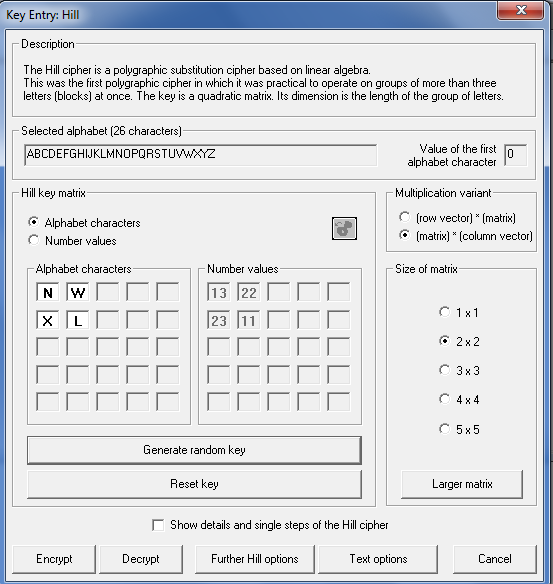 Key Entry: Hill
Description
The Hill cipher is a polygraphic substitution cipher based on linear algebra.
This was the first polygraphic cipher in which it was practical to operate on groups of more than three
letters (blocks) at once. The key is a quadratic matrix. Its dimension is the length of the group of letters.
Selected alphabet (26 characters)
ABCDEFGHIJKLMNOPQRSTUVWXYZ
Value of the first
alphabet character
0
Hill key matrix
Alphabet characters
Number values
Multiplication variant
(row vector) * (matrix)
(matrix) * (column vector)
Alphabet characters
N W
X L
Number values
13 22
23 11
Size of matrix
1 x 1
2 x 2
3 x 3
4 x 4
5 x 5
Generate random key
Reset key
Larger matrix
Show details and single steps of the Hill cipher
Encrypt
Decrypt
Further Hill options
Text options
Cancel